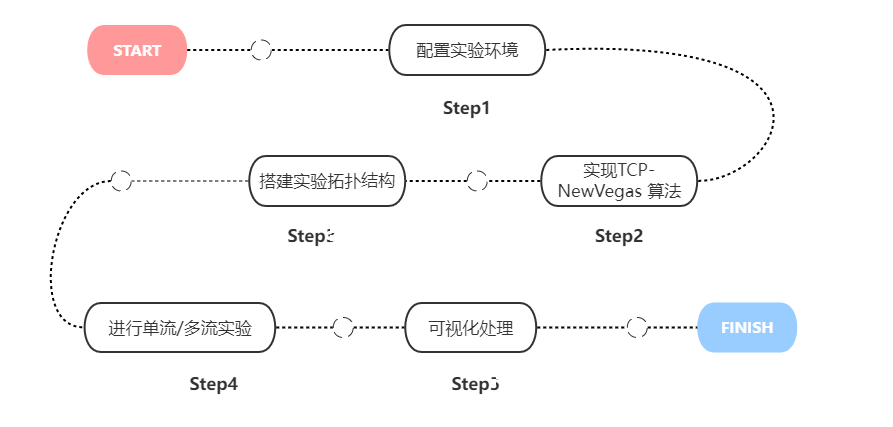 START
配置实验环境
Step1
搭建实验拓扑结构
实现TCP-
NewVegas 算法
Step3
Step2
进行单流/多流实验
可视化处理
FINISH
Step4
Step5